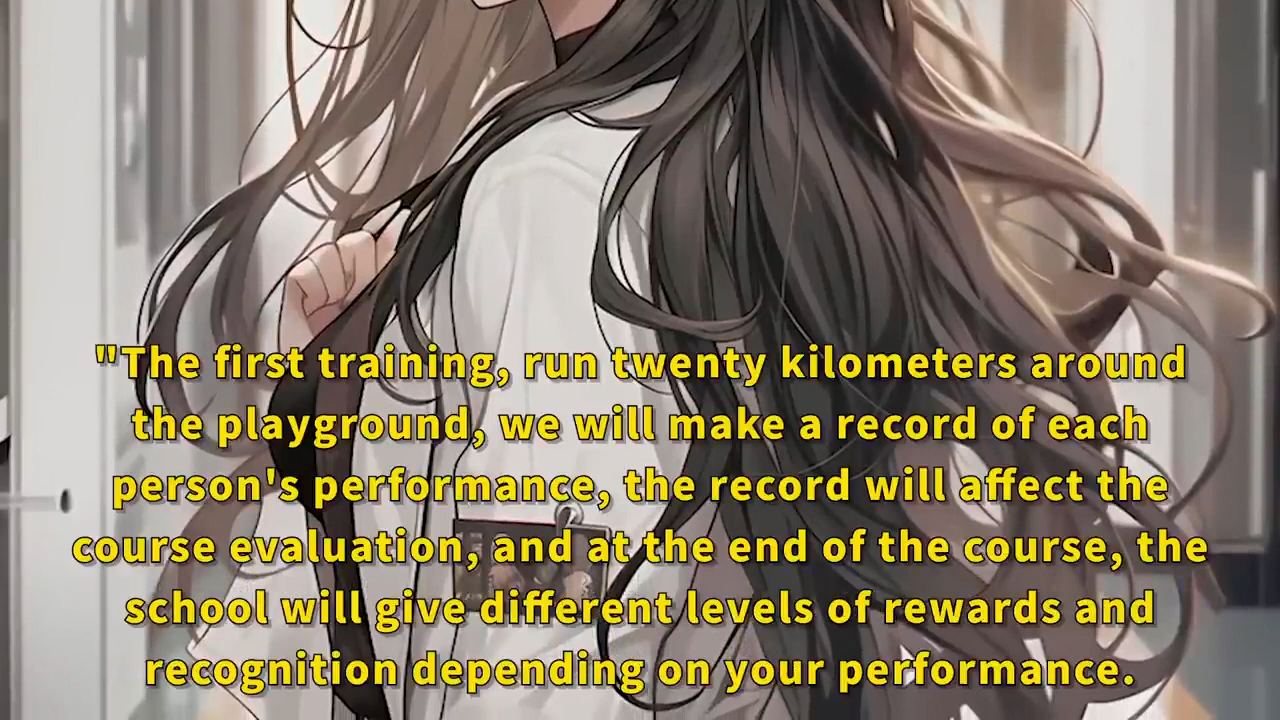 "The first training, run twenty kilometers around
the playground, we will make a record of each
person's performance, the record will affect the
course evaluation, and at the end of the course, the
school will give different levels of rewards and
recognition depending on your performance.